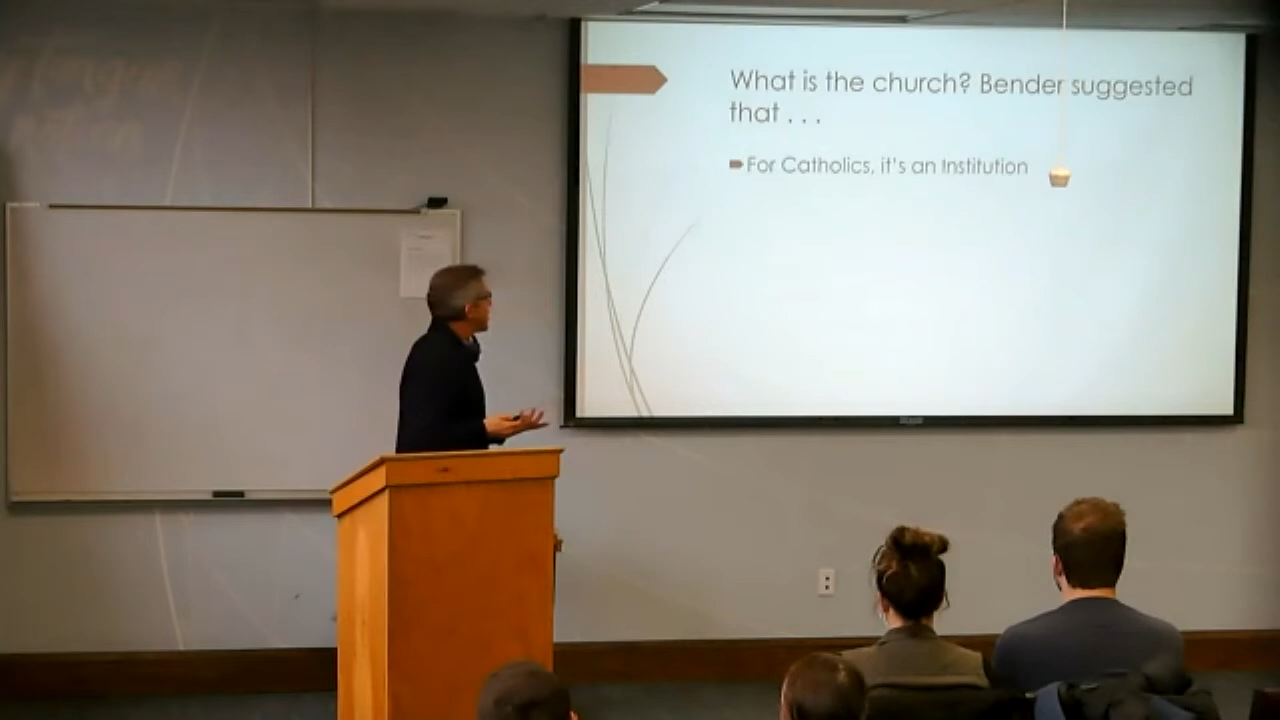 What is the church? Bender suggested
that . . .
For Catholics, it's an Institution